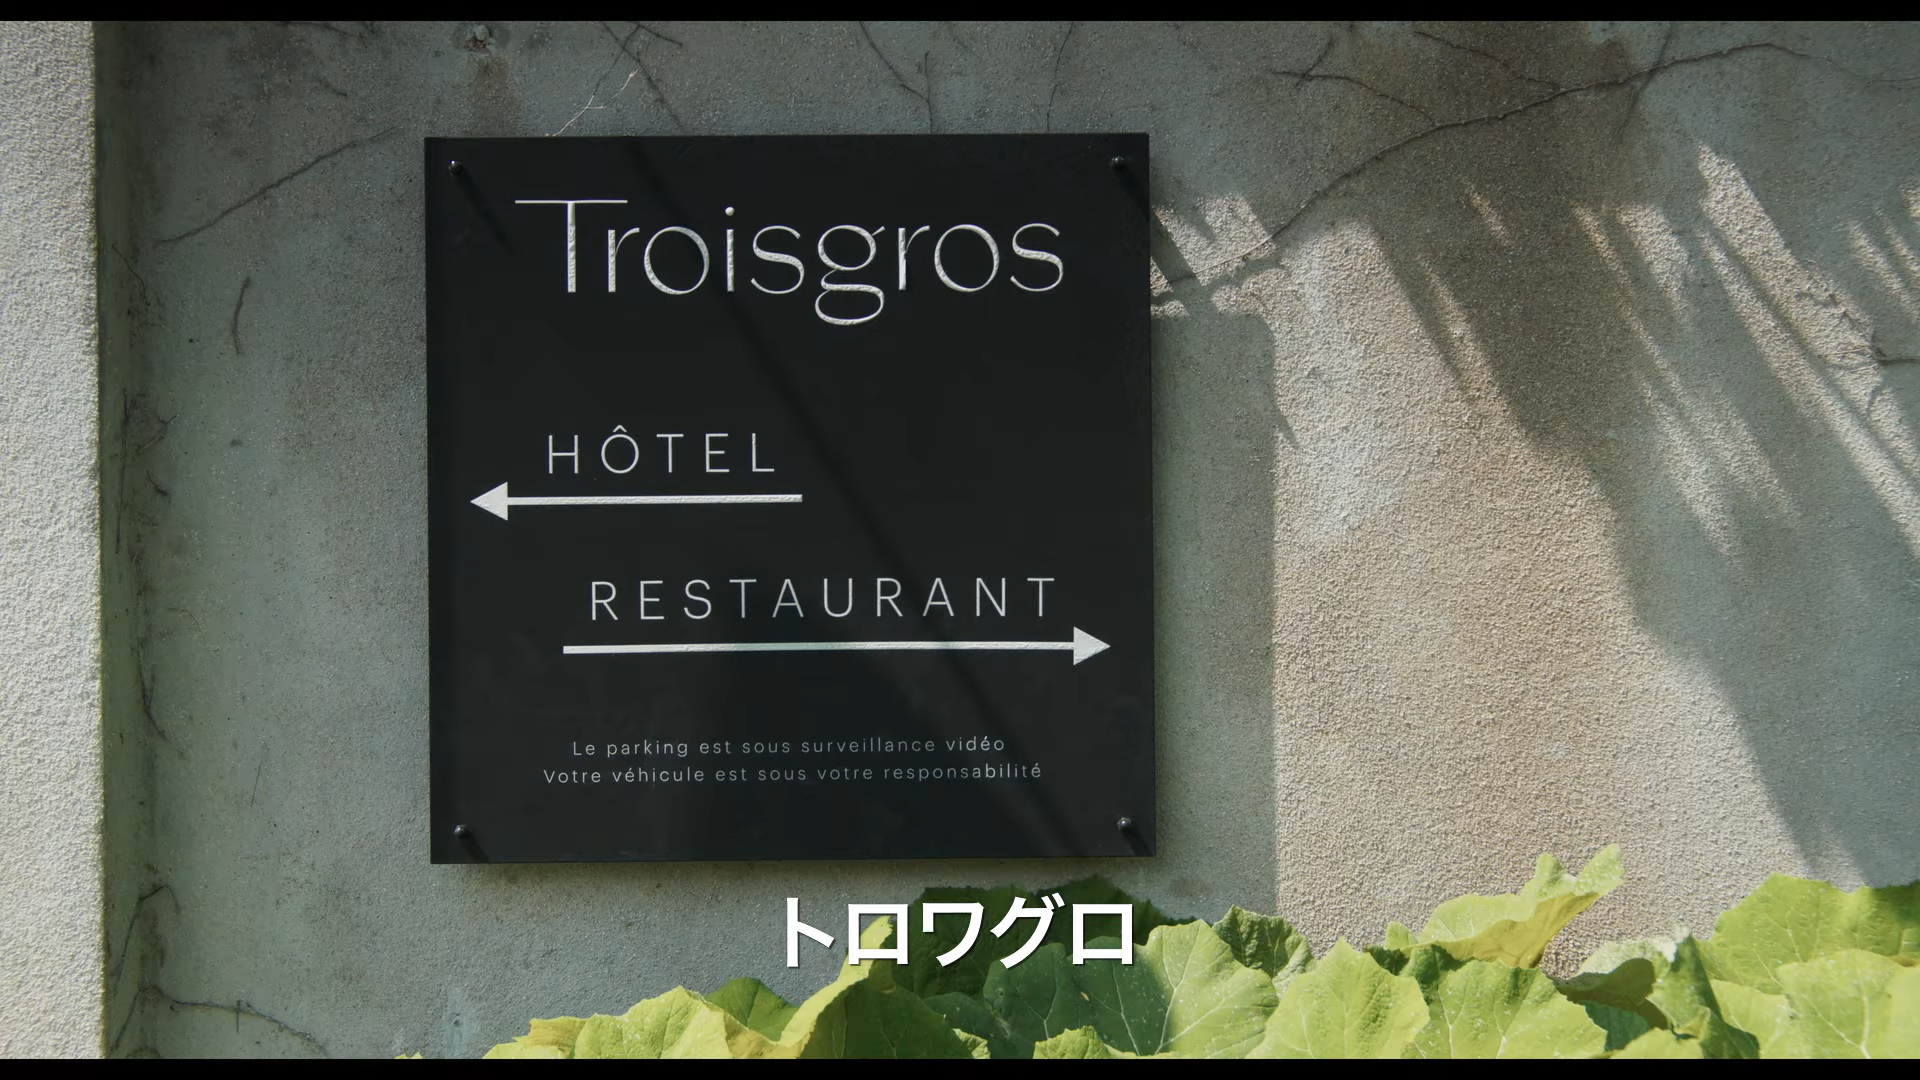 Troisgros
HÔTEL
RESTAURANT
Le parking est sous surveillance vidéo
Votre véhicule est sous votre responsabilité
トロワグロ